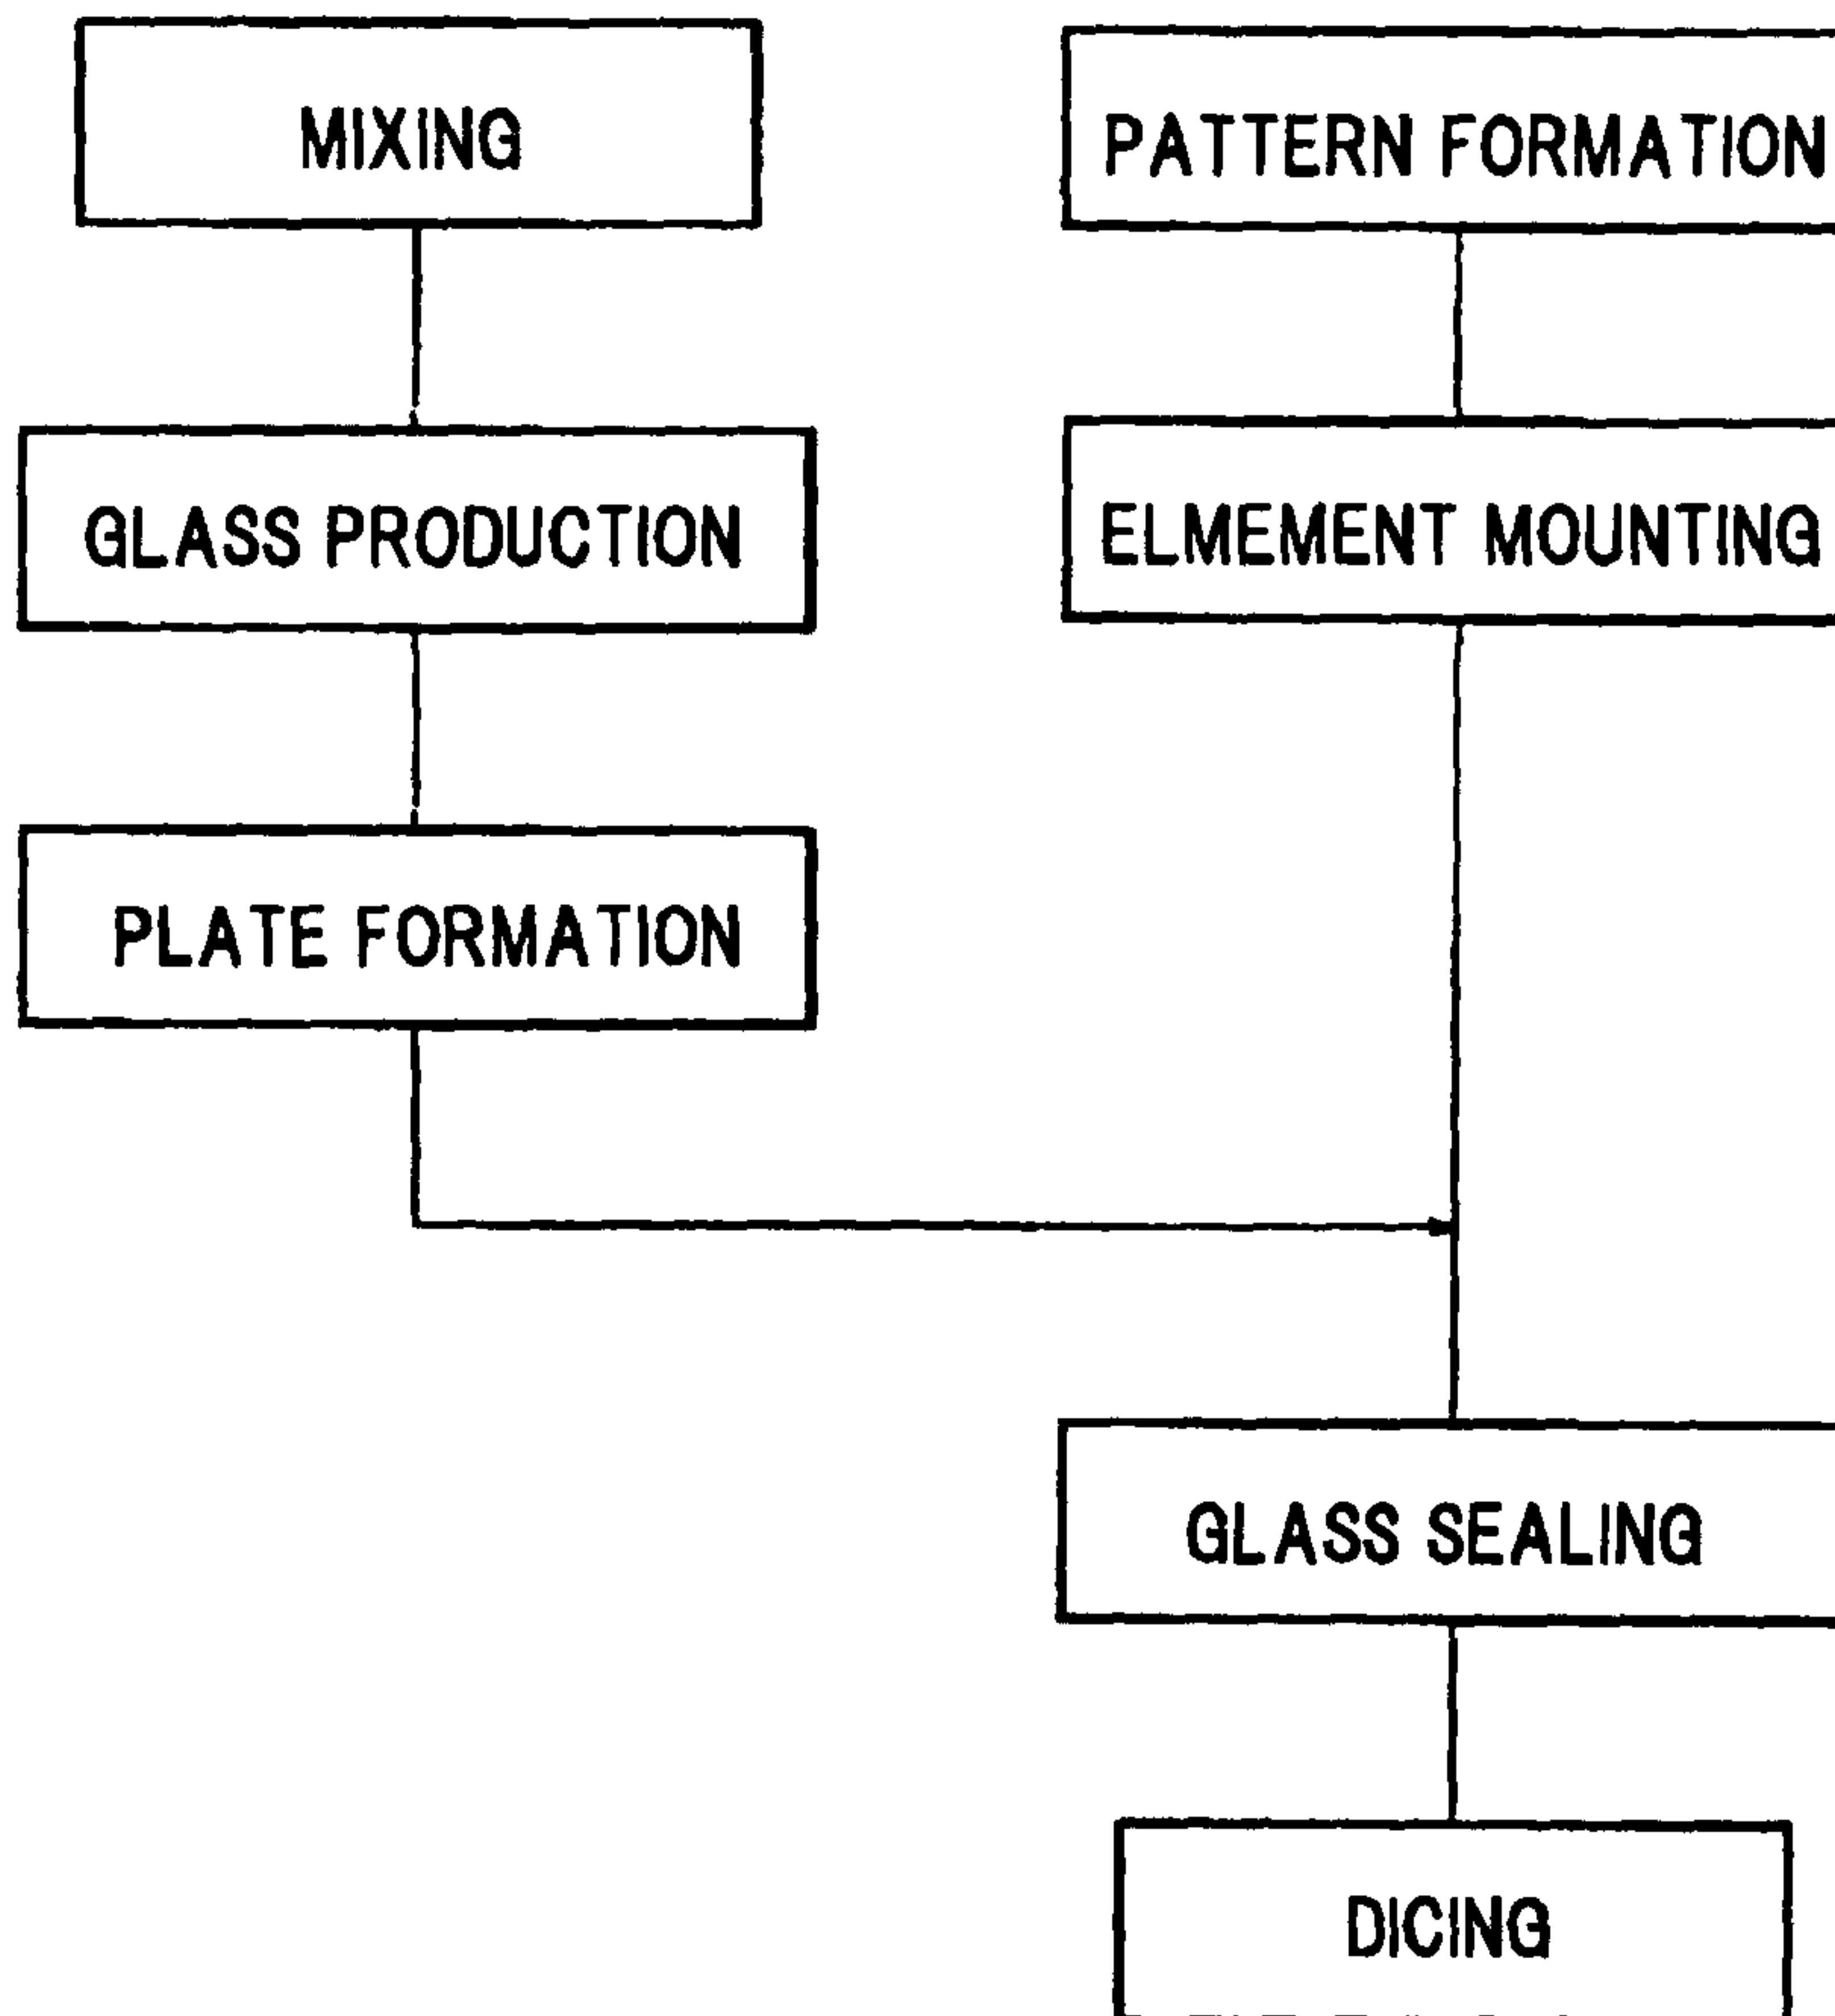 MIXING
GLASS PRODUCTION
PLATE FORMATION
PATTERN FORMATION
ELMEMENT MOUNTING
GLASS SEALING
DICING